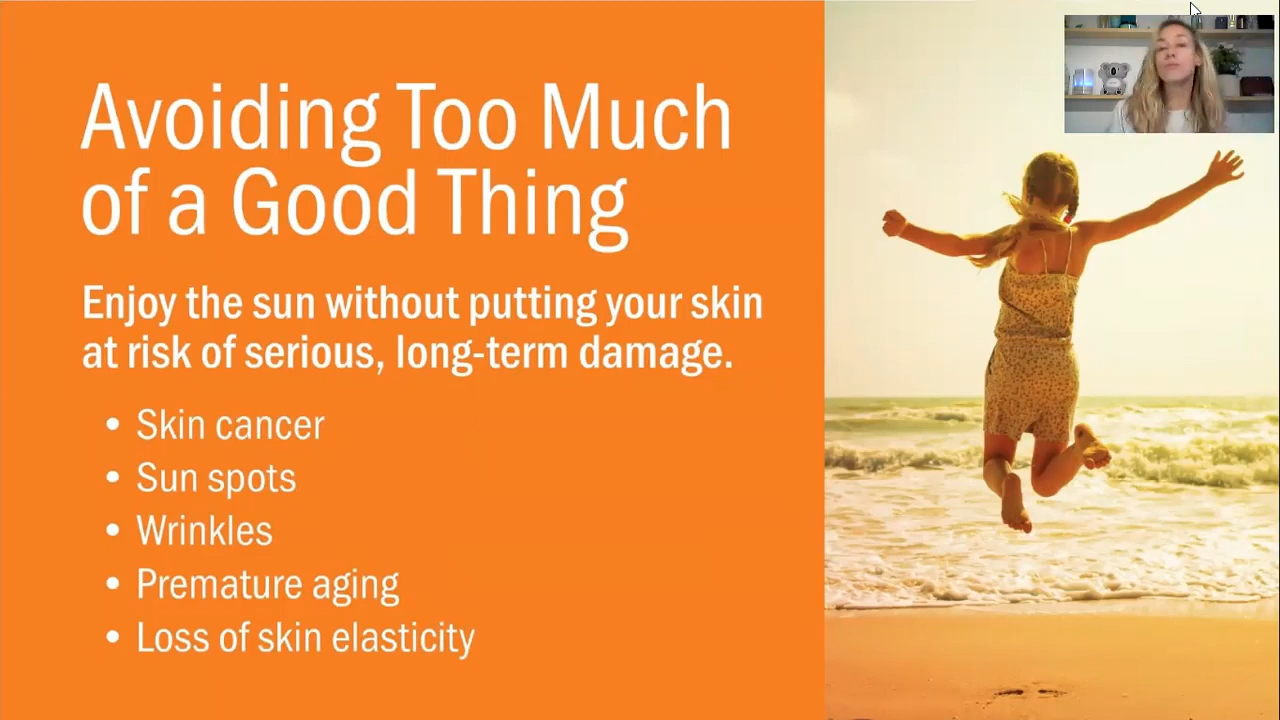 Avoiding Too Much
of a Good Thing
Enjoy the sun without putting your skin
at risk of serious, long-term damage.
• Skin cancer
• Sun spots
• Wrinkles
• Premature aging
• Loss of skin elasticity